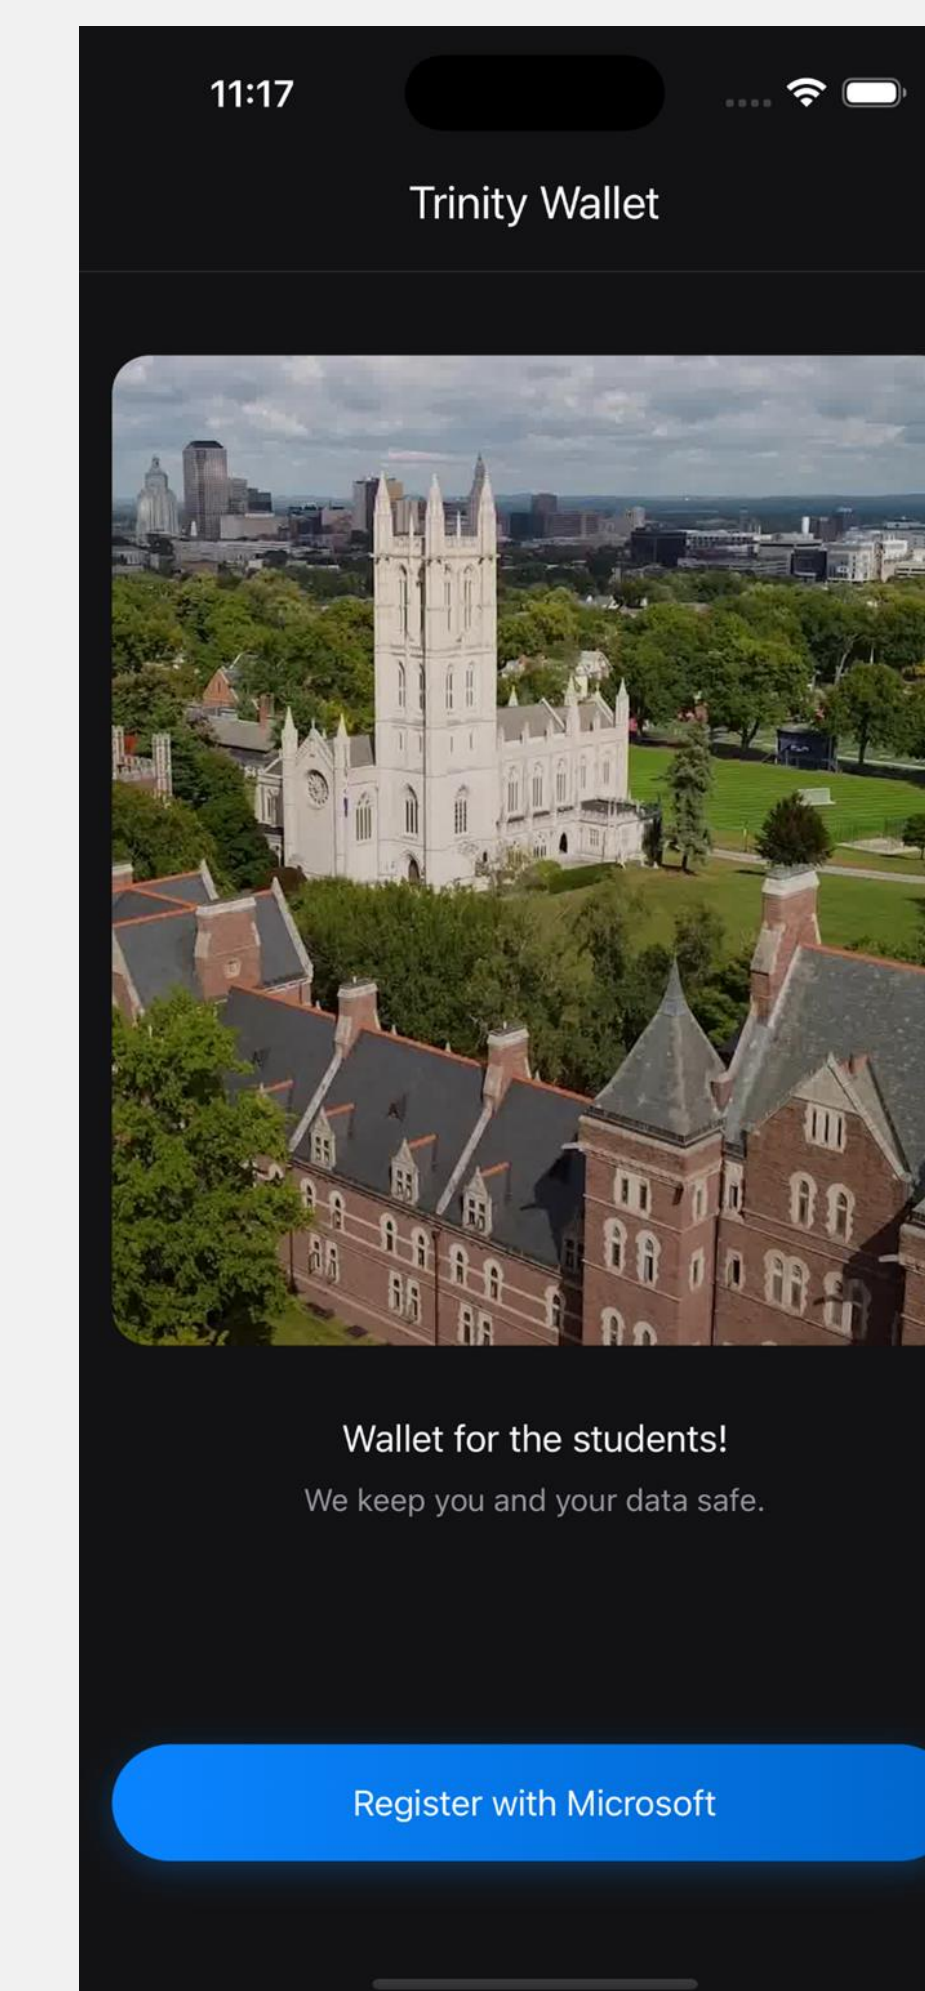 11:17
Trinity Wallet
Wallet for the students!
We keep you and your data safe.
Register with Microsoft